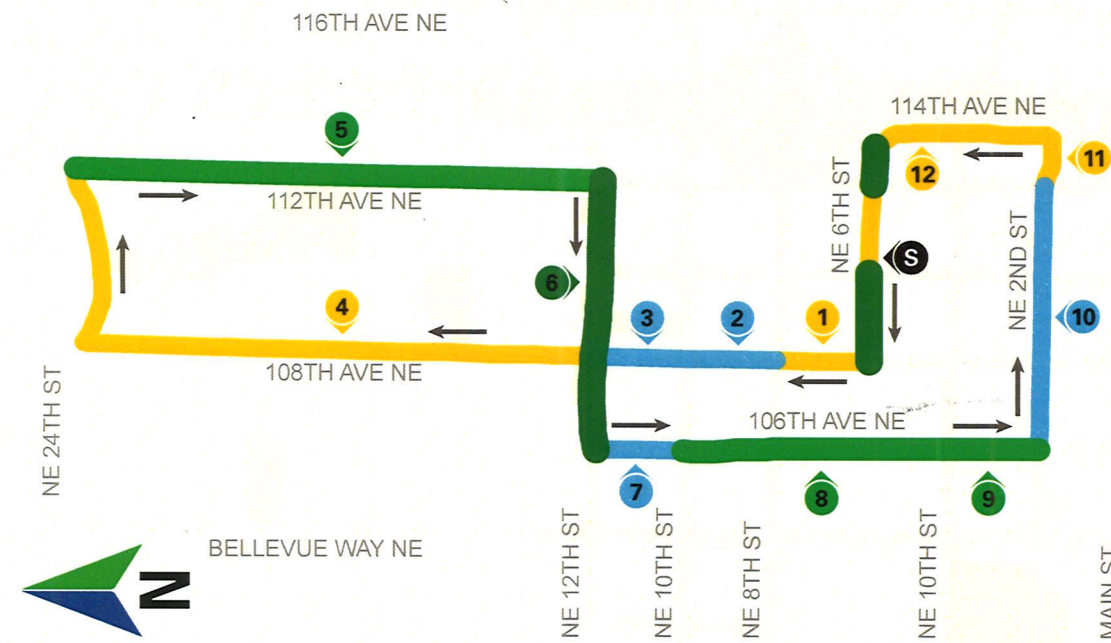 116TH AVE NE
114TH AVE NE
5
11
12
112TH AVE NE
NE 6TH ST
S
NE 2ND ST
6
4
3
2
1
10
108TH AVE NE
106TH AVE NE
NE 24TH ST
7
8
9
BELLEVUE WAY NE
NE 12TH ST
NE 10TH ST
NE 8TH ST
NE 10TH ST
MAIN ST
N